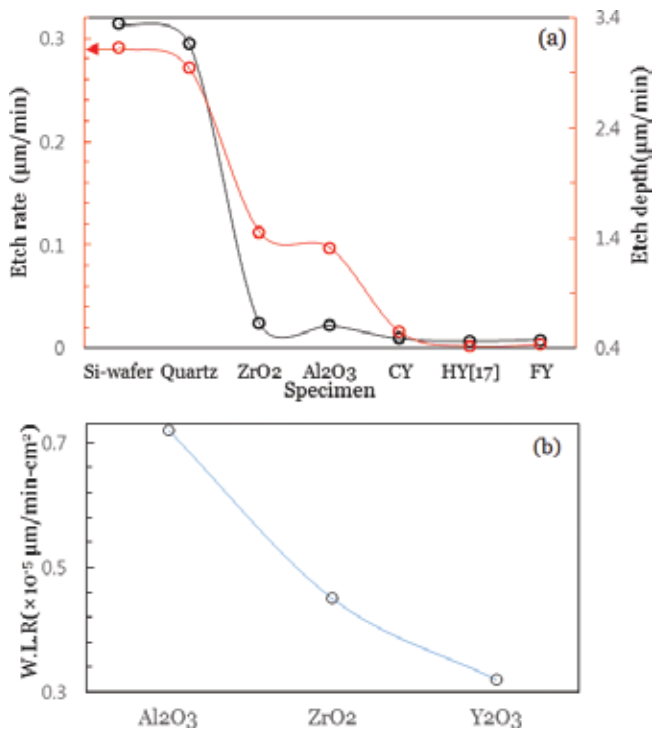 (a)
Etch rate (μm/min)
0.3
0.2
0.1
0
3.4
2.4
1.4
0.4
Etch depth(μm/min)
Si-wafer Quartz ZrO2 Al2O3 CY HY[17] FY
Specimen
(b)
W.L.R(×10⁻⁵ μm/min-cm²)
0.7
0.5
0.3
Al2O3 ZrO2 Y2O3